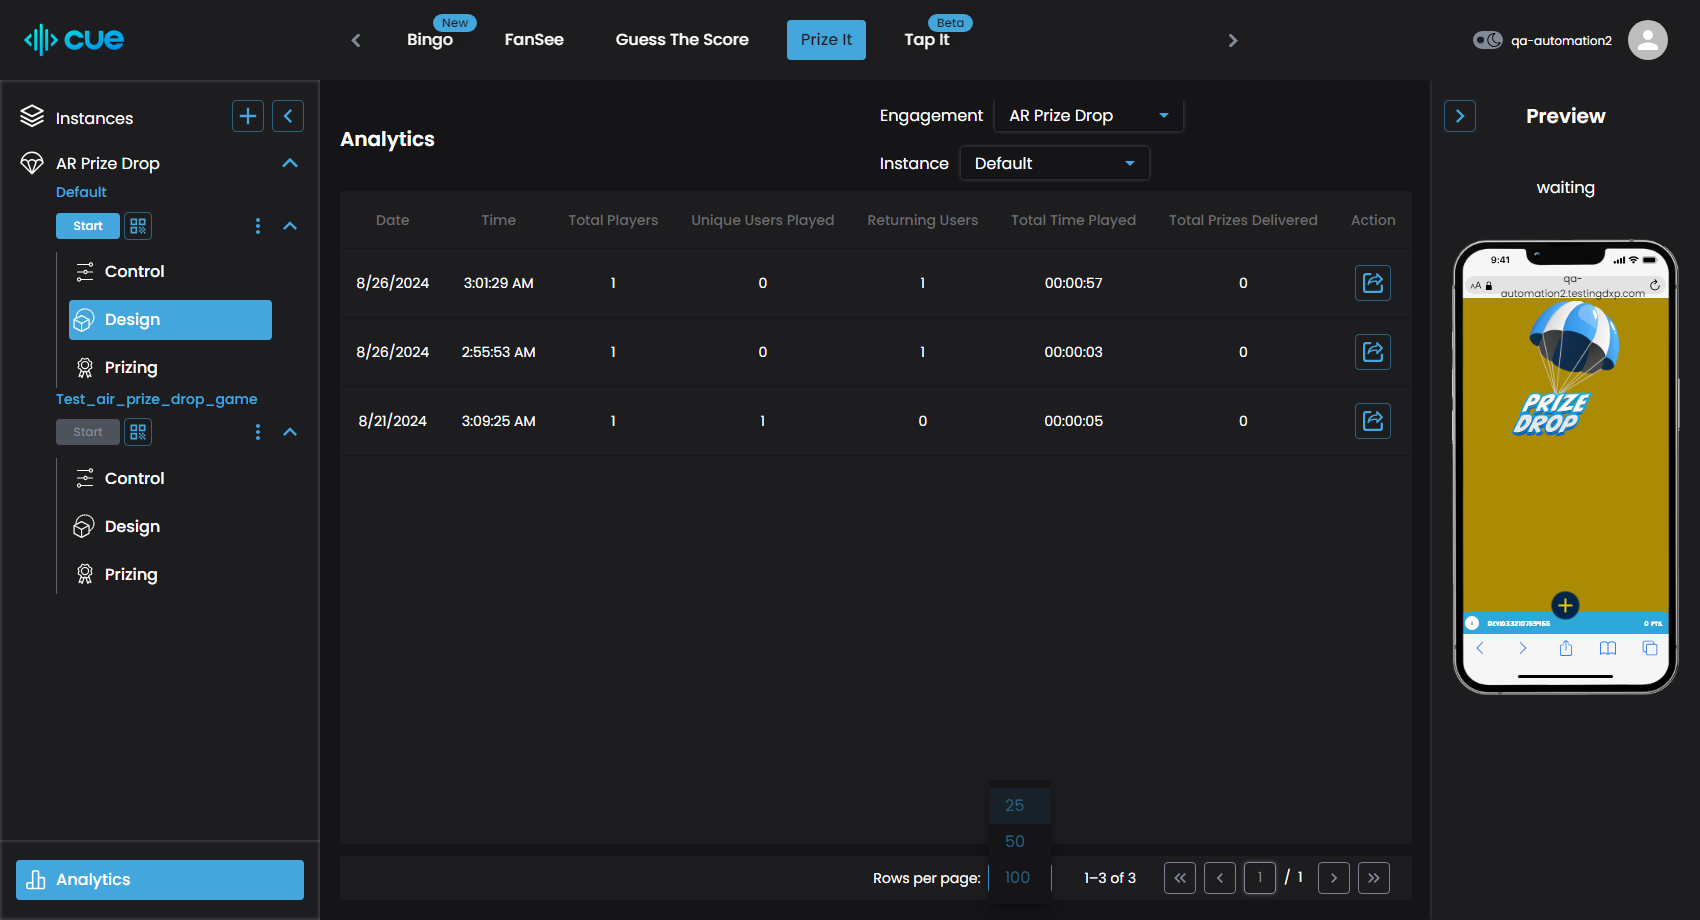 cue
New
Bingo
FanSee
Guess The Score
Prize It
Beta
Tap It
qa-automation2
Instances
AR Prize Drop
Default
Start
Control
Design
Prizing
Test_air_prize_drop_game
Start
Control
Design
Prizing
Analytics
Analytics
Engagement AR Prize Drop
Instance Default
Date Time Total Players Unique Users Played Returning Users Total Time Played Total Prizes Delivered Action
8/26/2024 3:01:29 AM 1 0 1 00:00:57 0
8/26/2024 2:55:53 AM 1 0 1 00:00:03 0
8/21/2024 3:09:25 AM 1 1 0 00:00:05 0
25
50
100
Rows per page:
1–3 of 3
1 / 1
Preview
waiting
9:41
AA
qa-
automation2.testingdxp.com
PRIZE
DROP
0 PTS.